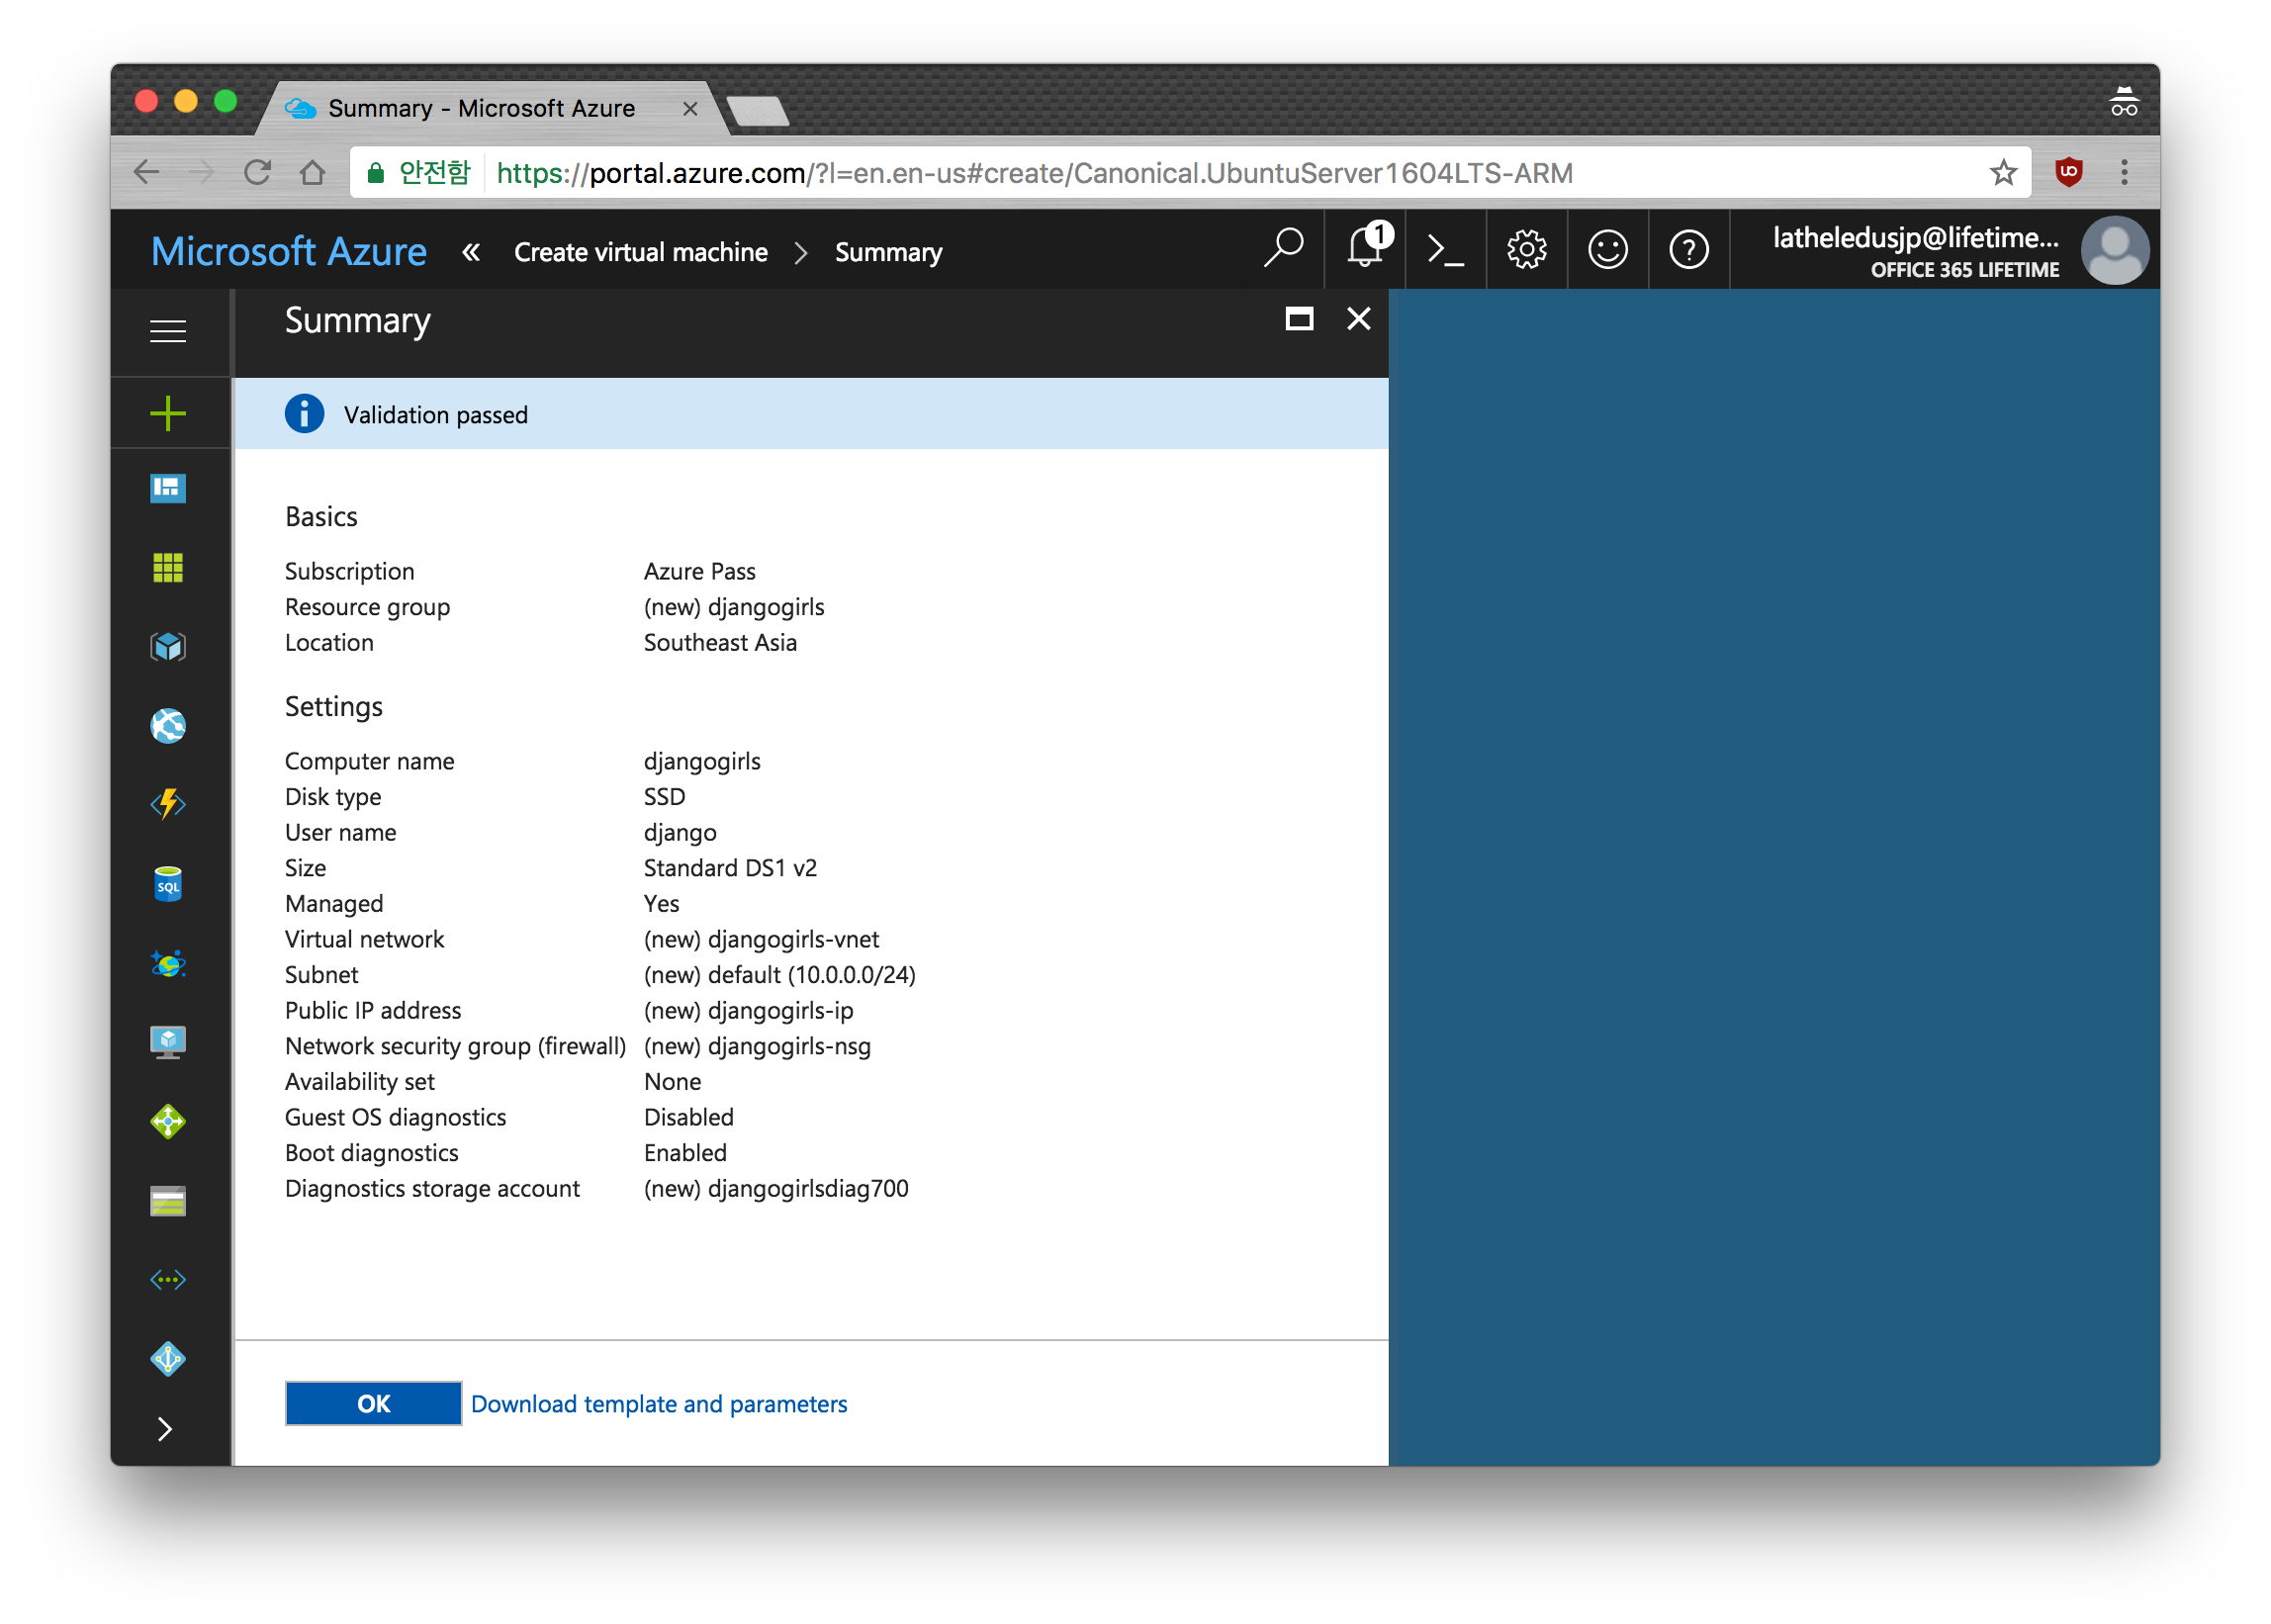 Summary - Microsoft Azure
안전함 https://portal.azure.com/?l=en.en-us#create/Canonical.UbuntuServer1604LTS-ARM
Microsoft Azure « Create virtual machine > Summary 1 latheledusjp@lifetime...
OFFICE 365 LIFETIME
Summary
Validation passed
Basics
Subscription Azure Pass
Resource group (new) djangogirls
Location Southeast Asia
Settings
Computer name djangogirls
Disk type SSD
User name django
Size Standard DS1 v2
Managed Yes
Virtual network (new) djangogirls-vnet
Subnet (new) default (10.0.0.0/24)
Public IP address (new) djangogirls-ip
Network security group (firewall) (new) djangogirls-nsg
Availability set None
Guest OS diagnostics Disabled
Boot diagnostics Enabled
Diagnostics storage account (new) djangogirlsdiag700
SQL
OK Download template and parameters